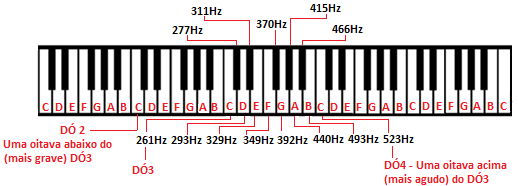 415Hz
311Hz
370Hz
277Hz
466Hz
C D E F G A B C D E F G A B C D E F G A B C D E F G A B C D E F G A B C
DÓ 2
Uma oitava abaixo do
(mais grave) DÓ3
261Hz 293Hz 329Hz 349Hz 392Hz 440Hz 493Hz 523Hz
DÓ3
DÓ4 - Uma oitava acima
(mais agudo) do DÓ3